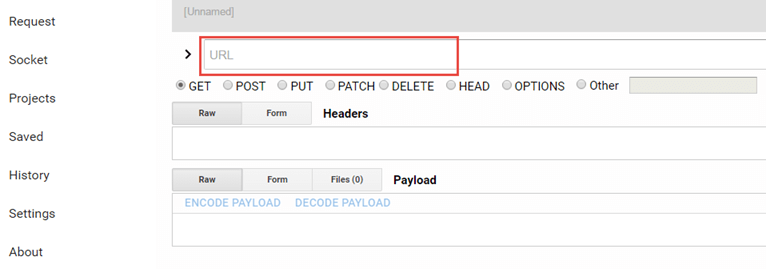 Request
Socket
Projects
Saved
History
Settings
About
[Unnamed]
URL
GET POST PUT PATCH DELETE HEAD OPTIONS Other
Raw Form Headers
Raw Form Files (0) Payload
ENCODE PAYLOAD DECODE PAYLOAD